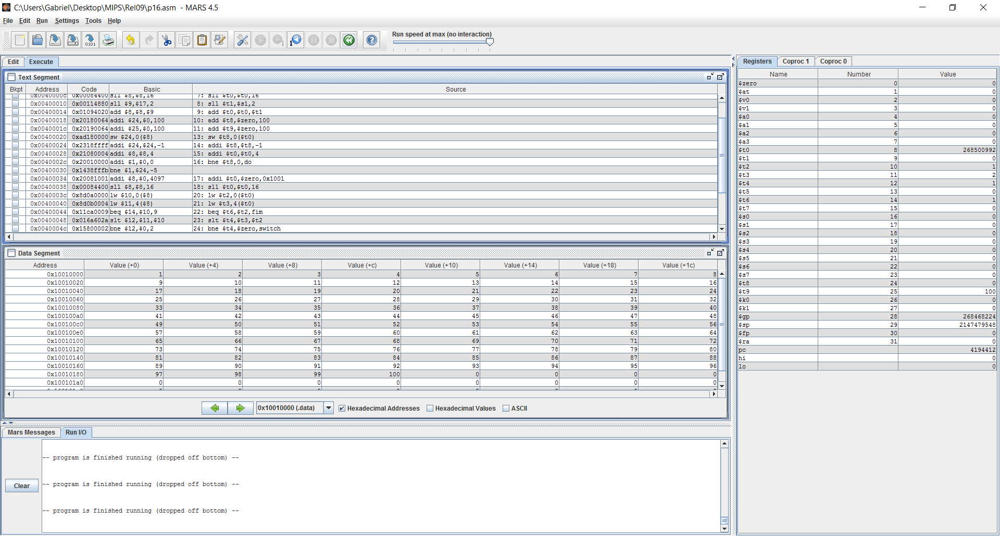 C:\Users\Gabriel\Desktop\MIPS\Rel09\p16.asm - MARS 4.5
File Edit Run Settings Tools Help
Run speed at max (no interaction)
Edit Execute
Text Segment
Bkpt Address Code Basic Source
0x0040000c 0x00084400 sll $8,$8,16 7: sll $t0,$t0,16
0x00400010 0x00114880 sll $9,$17,2 8: sll $t1,$s1,2
0x00400014 0x01094020 add $8,$8,$9 9: add $t0,$t0,$t1
0x00400018 0x20180064 addi $24,$0,100 10: add $t8,$zero,100
0x0040001c 0x20190064 addi $25,$0,100 11: add $t9,$zero,100
0x00400020 0xad180000 sw $24,0($8) 13: sw $t8,0($t0)
0x00400024 0x2318ffff addi $24,$24,-1 14: addi $t8,$t8,-1
0x00400028 0x21080004 addi $8,$8,4 15: addi $t0,$t0,4
0x0040002c 0x20010000 addi $1,$0,0 16: bne $t8,0,do
0x00400030 0x1438fffb bne $1,$24,-5
0x00400034 0x20081001 addi $8,$0,4097 17: addi $t0,$zero,0x1001
0x00400038 0x00084400 sll $8,$8,16 18: sll $t0,$t0,16
0x0040003c 0x8d0a0000 lw $10,0($8) 20: lw $t2,0($t0)
0x00400040 0x8d0b0004 lw $11,4($8) 21: lw $t3,4($t0)
0x00400044 0x11ca0009 beq $14,$10,9 22: beq $t6,$t2,fim
0x00400048 0x016a602a slt $12,$11,$10 23: slt $t4,$t3,$t2
0x0040004c 0x15800002 bne $12,$0,2 24: bne $t4,$zero,switch
Data Segment
Address Value (+0) Value (+4) Value (+8) Value (+c) Value (+10) Value (+14) Value (+18) Value (+1c)
0x10010000 1 2 3 4 5 6 7 8
0x10010020 9 10 11 12 13 14 15 16
0x10010040 17 18 19 20 21 22 23 24
0x10010060 25 26 27 28 29 30 31 32
0x10010080 33 34 35 36 37 38 39 40
0x100100a0 41 42 43 44 45 46 47 48
0x100100c0 49 50 51 52 53 54 55 56
0x100100e0 57 58 59 60 61 62 63 64
0x10010100 65 66 67 68 69 70 71 72
0x10010120 73 74 75 76 77 78 79 80
0x10010140 81 82 83 84 85 86 87 88
0x10010160 89 90 91 92 93 94 95 96
0x10010180 97 98 99 100 0 0 0 0
0x100101a0 0 0 0 0 0 0 0 0
0x10010000 (.data) Hexadecimal Addresses Hexadecimal Values ASCII
Mars Messages Run I/O
-- program is finished running (dropped off bottom) --
-- program is finished running (dropped off bottom) --
-- program is finished running (dropped off bottom) --
Clear
Registers Coproc 1 Coproc 0
Name Number Value
$zero 0 0
$at 1 0
$v0 2 0
$v1 3 0
$a0 4 0
$a1 5 0
$a2 6 0
$a3 7 0
$t0 8 268500992
$t1 9 0
$t2 10 1
$t3 11 2
$t4 12 1
$t5 13 0
$t6 14 1
$t7 15 0
$s0 16 0
$s1 17 0
$s2 18 0
$s3 19 0
$s4 20 0
$s5 21 0
$s6 22 0
$s7 23 0
$t8 24 0
$t9 25 100
$k0 26 0
$k1 27 0
$gp 28 268468224
$sp 29 2147479548
$fp 30 0
$ra 31 0
pc 4194412
hi 0
lo 0